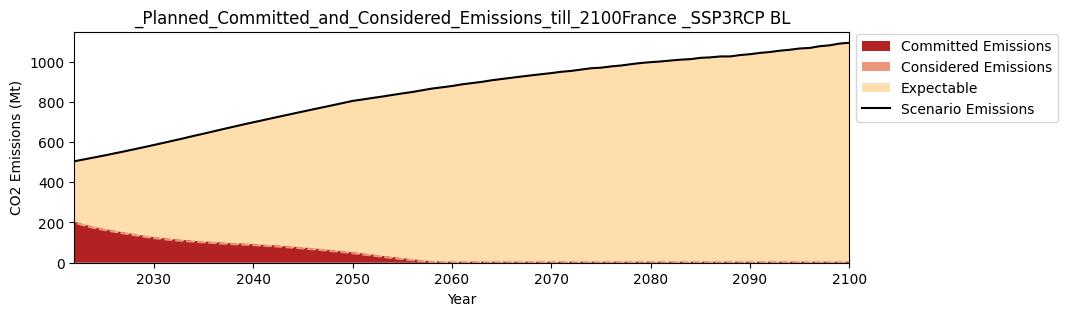 _Planned_Committed_and_Considered_Emissions_till_2100France _SSP3RCP BL
CO2 Emissions (Mt)
1000
800
600
400
200
0
2030 2040 2050 2060 2070 2080 2090 2100
Year
Committed Emissions
Considered Emissions
Expectable
Scenario Emissions